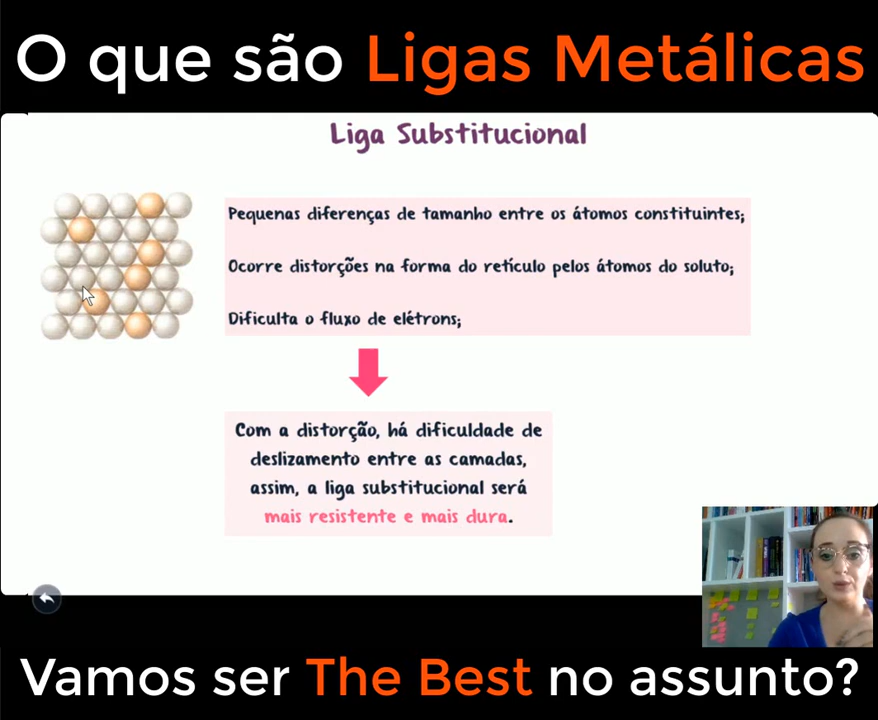 O que são Ligas Metálicas
Liga Substitucional
Pequenas diferenças de tamanho entre os átomos constituintes;
Ocorre distorções na forma do retículo pelos átomos do soluto;
Dificulta o fluxo de elétrons;
Com a distorção, há dificuldade de
deslizamento entre as camadas,
assim, a liga substitucional será
mais resistente e mais dura.
Vamos ser The Best no assunto?